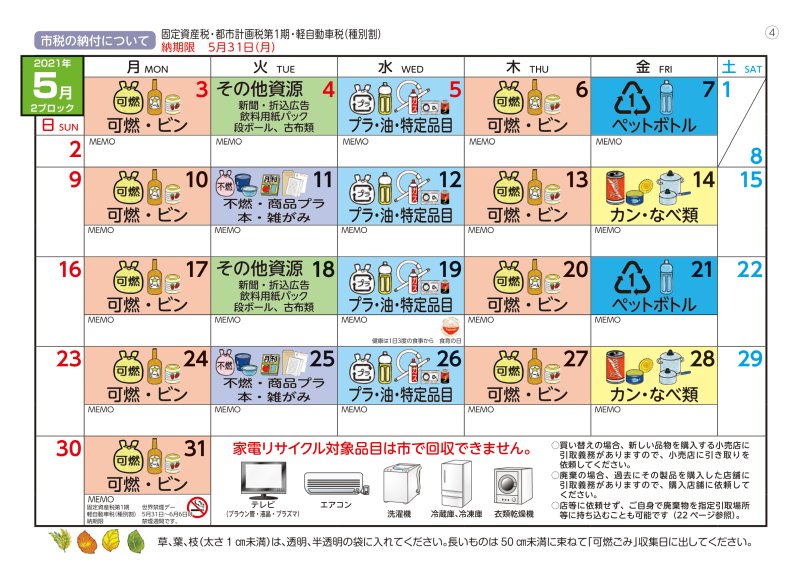 市税の納付について
固定資産税・都市計画税第1期・軽自動車税(種別割)
納期限 5月31日(月)
④
2021年
5月
2ブロック
日 SUN
月 MON
火 TUE
水 WED
木 THU
金 FRI
土 SAT
可燃
3
可燃・ビン
その他資源 4
新聞・折込広告
飲料用紙パック
段ボール、古布類
プラ
5
プラ・油・特定品目
可燃
6
可燃・ビン
1
7
ペットボトル
1
2
MEMO
MEMO
MEMO
MEMO
MEMO
8
9
可燃
10
可燃・ビン
不燃
11
不燃・商品プラ
本・雑がみ
プラ
12
プラ・油・特定品目
可燃
13
可燃・ビン
14
カン・なべ類
15
MEMO
MEMO
MEMO
MEMO
MEMO
16
可燃
17
可燃・ビン
その他資源 18
新聞・折込広告
飲料用紙パック
段ボール、古布類
プラ
19
プラ・油・特定品目
可燃
20
可燃・ビン
1
21
ペットボトル
22
MEMO
MEMO
MEMO
健康は1日3度の食事から 食育の日
MEMO
MEMO
23
可燃
24
可燃・ビン
不燃
25
不燃・商品プラ
本・雑がみ
プラ
26
プラ・油・特定品目
可燃
27
可燃・ビン
28
カン・なべ類
29
MEMO
MEMO
MEMO
MEMO
MEMO
30
可燃
31
可燃・ビン
MEMO
固定資産税第1期
軽自動車税(種別割)
納期限
世界禁煙デー
5月31日~6月6日
禁煙週間です。
家電リサイクル対象品目は市で回収できません。
テレビ
(ブラウン管・液晶・プラズマ)
エアコン
洗濯機
冷蔵庫、冷凍庫
衣類乾燥機
○買い替えの場合、新しい品物を購入する小売店に
引取義務がありますので、小売店に引き取りを
依頼してください。
○廃棄の場合、過去にその製品を購入した店舗に
引取義務がありますので、購入店舗に依頼して
ください。
○店等に依頼せず、ご自身で廃棄物を指定引取場所
等に持ち込むことも可能です(22ページ参照)。
草、葉、枝(太さ1cm未満)は、透明、半透明の袋に入れてください。長いものは50cm未満に束ねて「可燃ごみ」収集日に出してください。